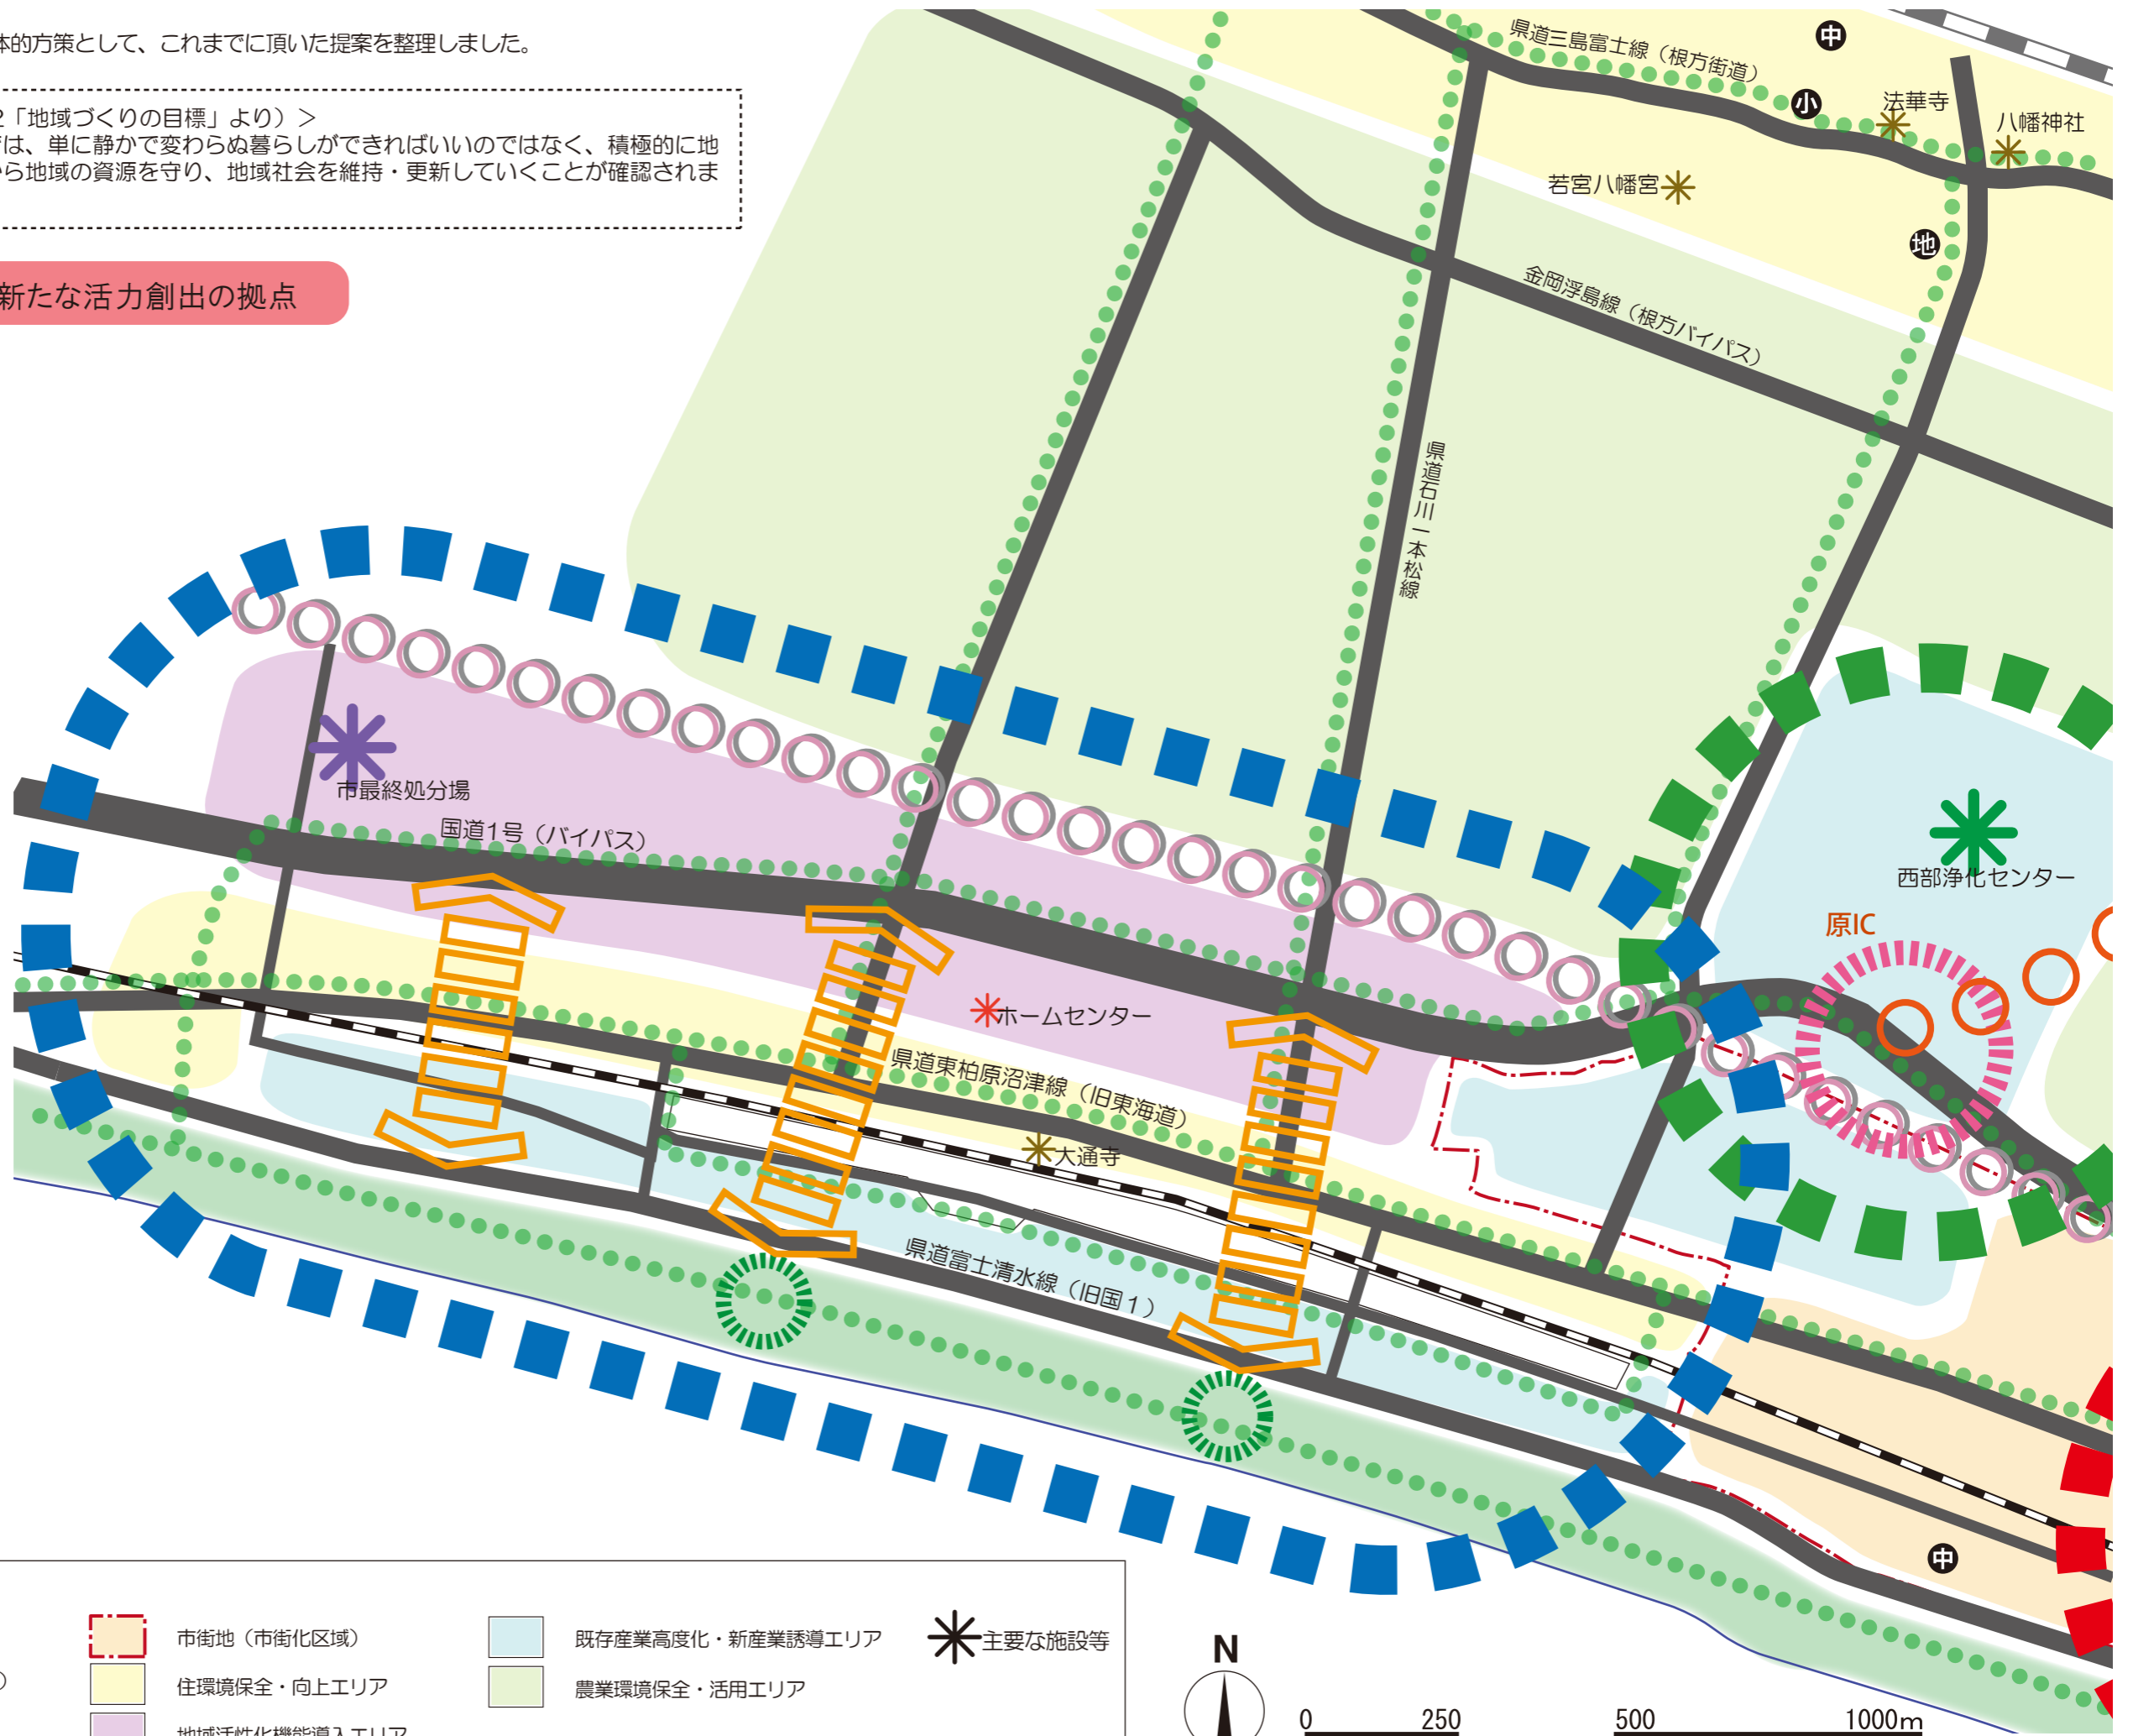 体的方策として、これまでに頂いた提案を整理しました。
2「地域づくりの目標」より）＞
は、単に静かで変わらぬ暮らしができればいいのではなく、積極的に地
ら地域の資源を守り、地域社会を維持・更新していくことが確認されま
新たな活力創出の拠点
中
県道三島富士線（根方街道）
小
法華寺
八幡神社
若宮八幡宮
地
金岡浮島線（根方バイパス）
県道石川一本松線
市最終処分場
国道1号（バイパス）
西部浄化センター
原IC
ホームセンター
県道東柏原沼津線（旧東海道）
大通寺
県道富士清水線（旧国1）
中
市街地（市街化区域）
既存産業高度化・新産業誘導エリア
主要な施設等
）
住環境保全・向上エリア
農業環境保全・活用エリア
地域活性化機能導入エリア
N
0 250 500 1000m